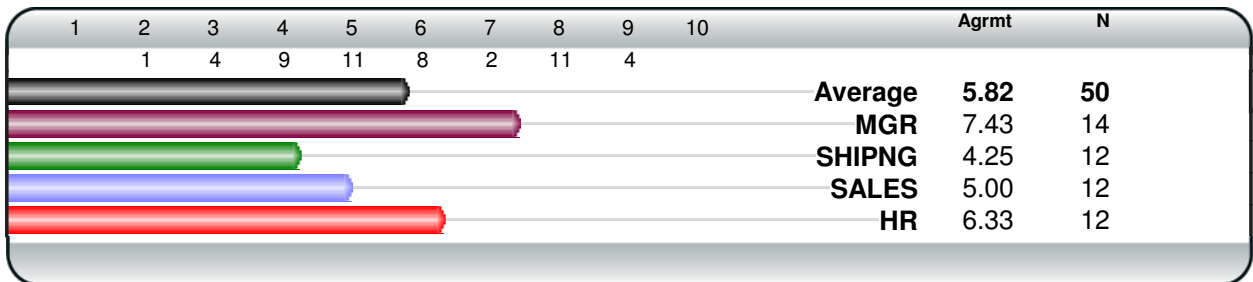 1 2 3 4 5 6 7 8 9 10 Agrmt N
1 4 9 11 8 2 11 4
Average 5.82 50
MGR 7.43 14
SHIPNG 4.25 12
SALES 5.00 12
HR 6.33 12